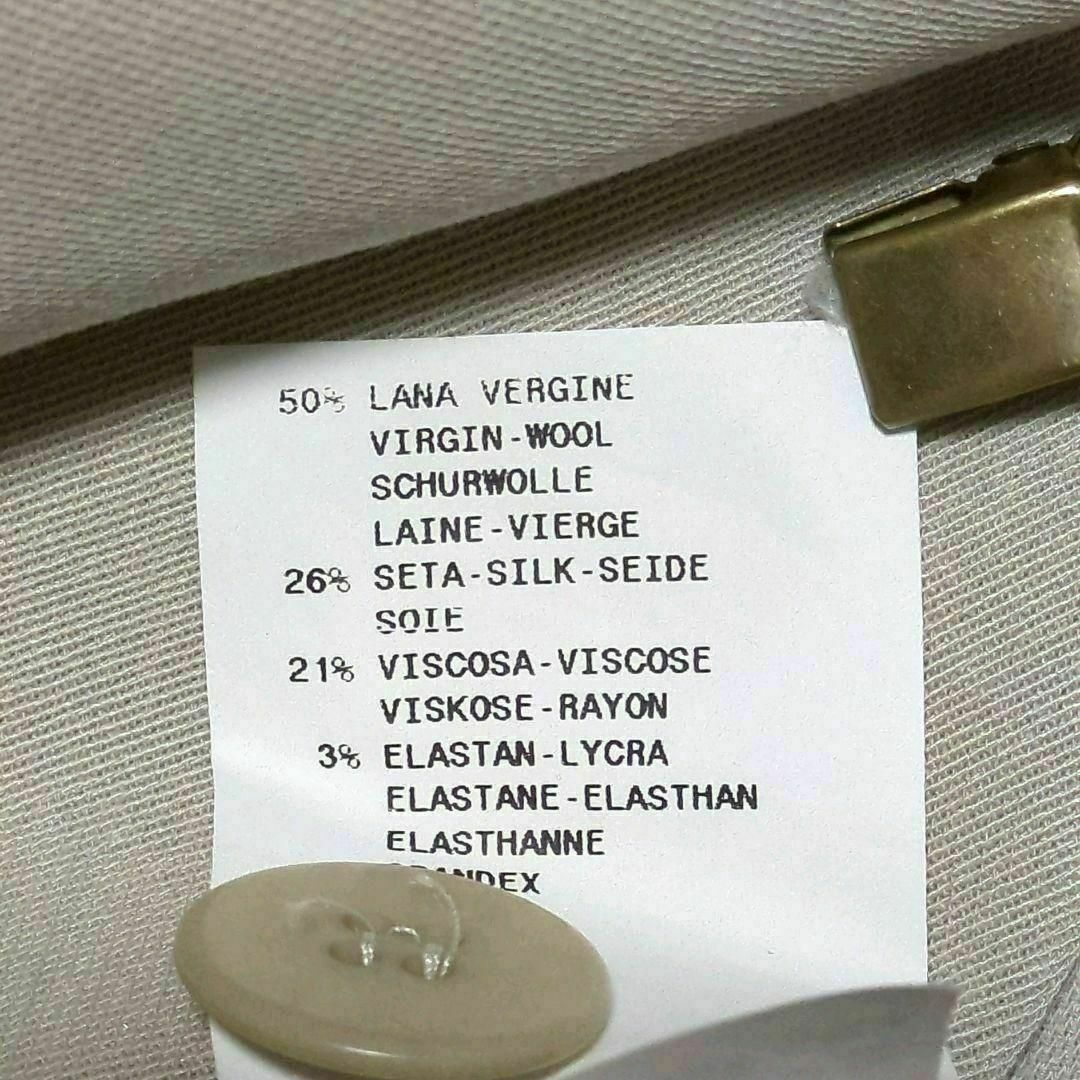 50% LANA VERGINE
VIRGIN-WOOL
SCHURWOLLE
LAINE-VIERGE
26% SETA-SILK-SEIDE
SOIE
21% VISCOSA-VISCOSE
VISKOSE-RAYON
3% ELASTAN-LYCRA
ELASTANE-ELASTHAN
ELASTHANNE